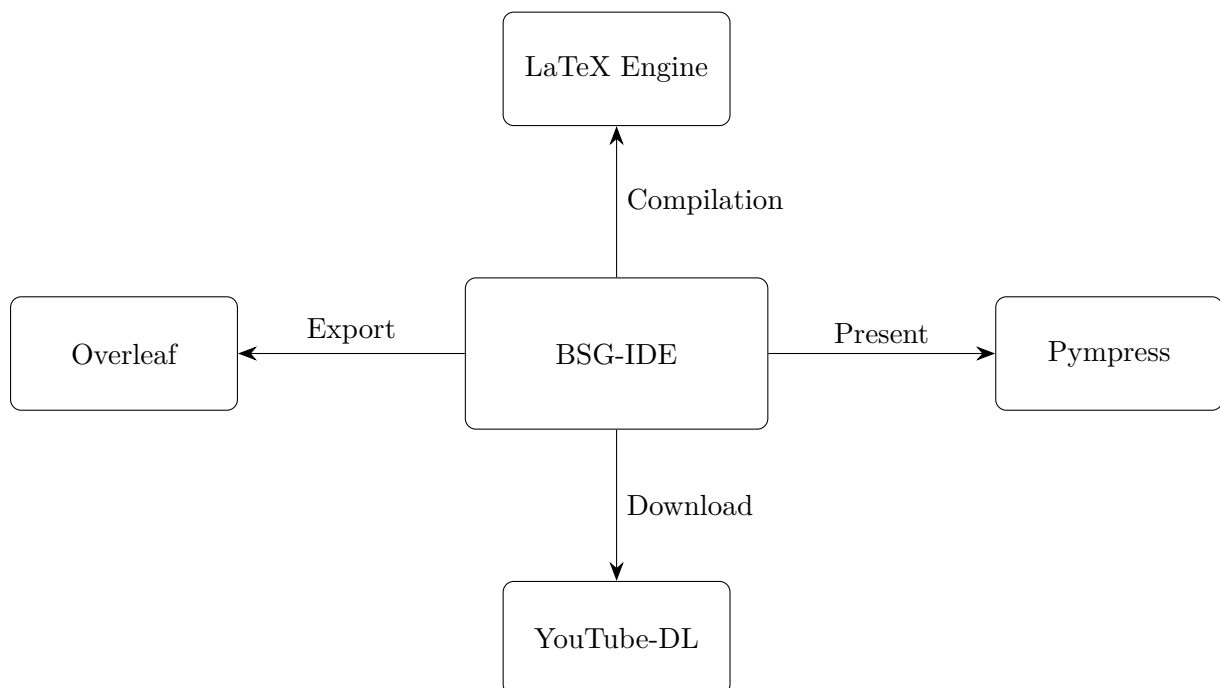 LaTeX Engine
Compilation
Overleaf
Export
BSG-IDE
Present
Pympress
Download
YouTube-DL